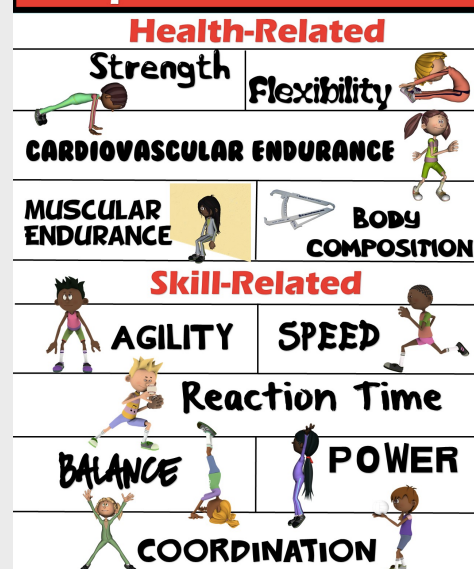 Health-Related
Strength
Flexibility
CARDIOVASCULAR ENDURANCE
MUSCULAR
ENDURANCE
BODY
COMPOSITION
Skill-Related
AGILITY
SPEED
Reaction Time
BALANCE
POWER
COORDINATION